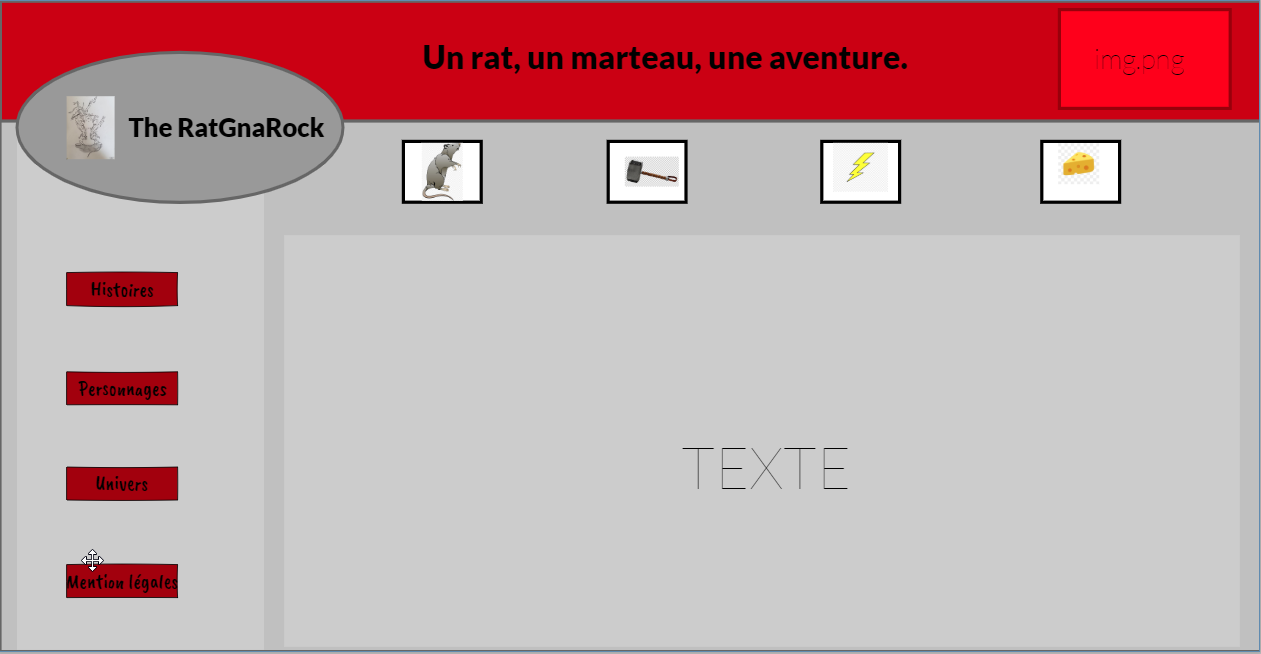 Un rat, un marteau, une aventure.
img.png
The RatGnaRock
Histoires
Personnages
Univers
Mention légales
TEXTE